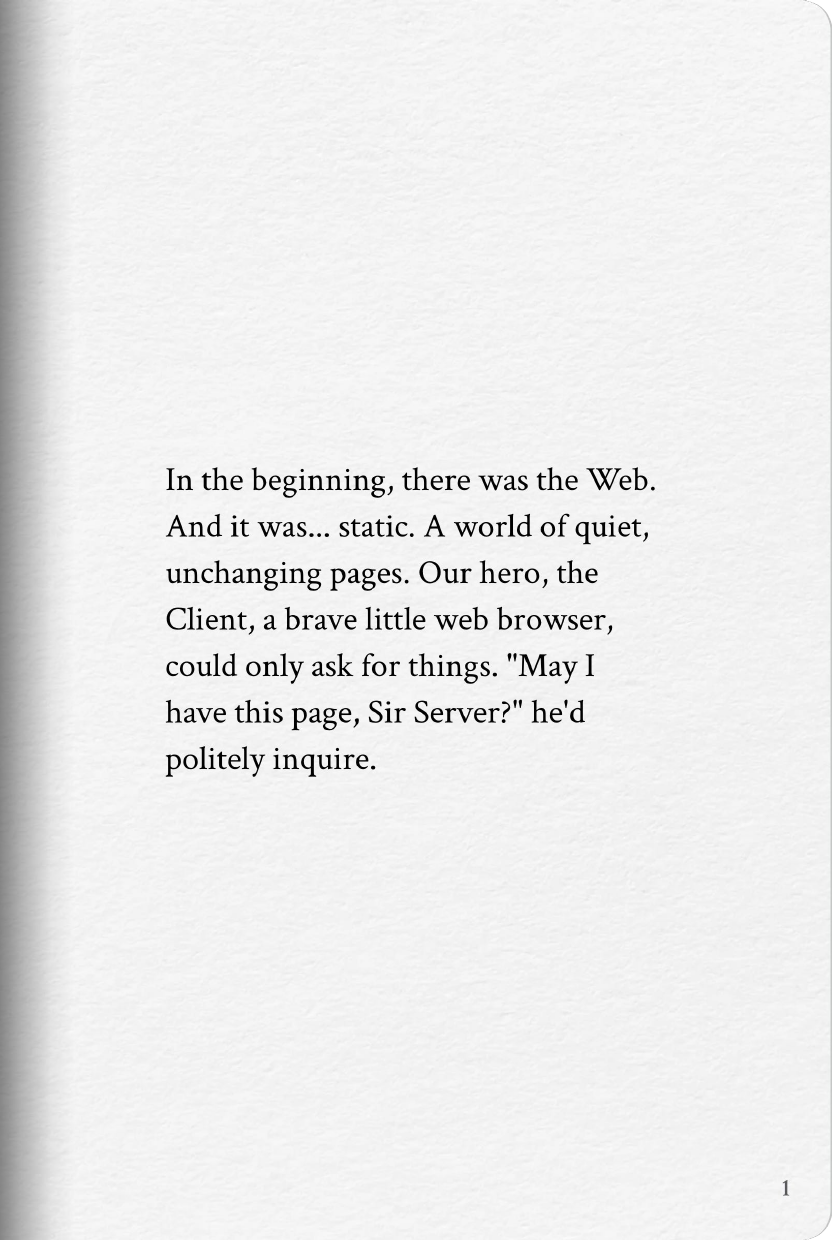 In the beginning, there was the Web.
And it was... static. A world of quiet,
unchanging pages. Our hero, the
Client, a brave little web browser,
could only ask for things. "May I
have this page, Sir Server?" he'd
politely inquire.
1